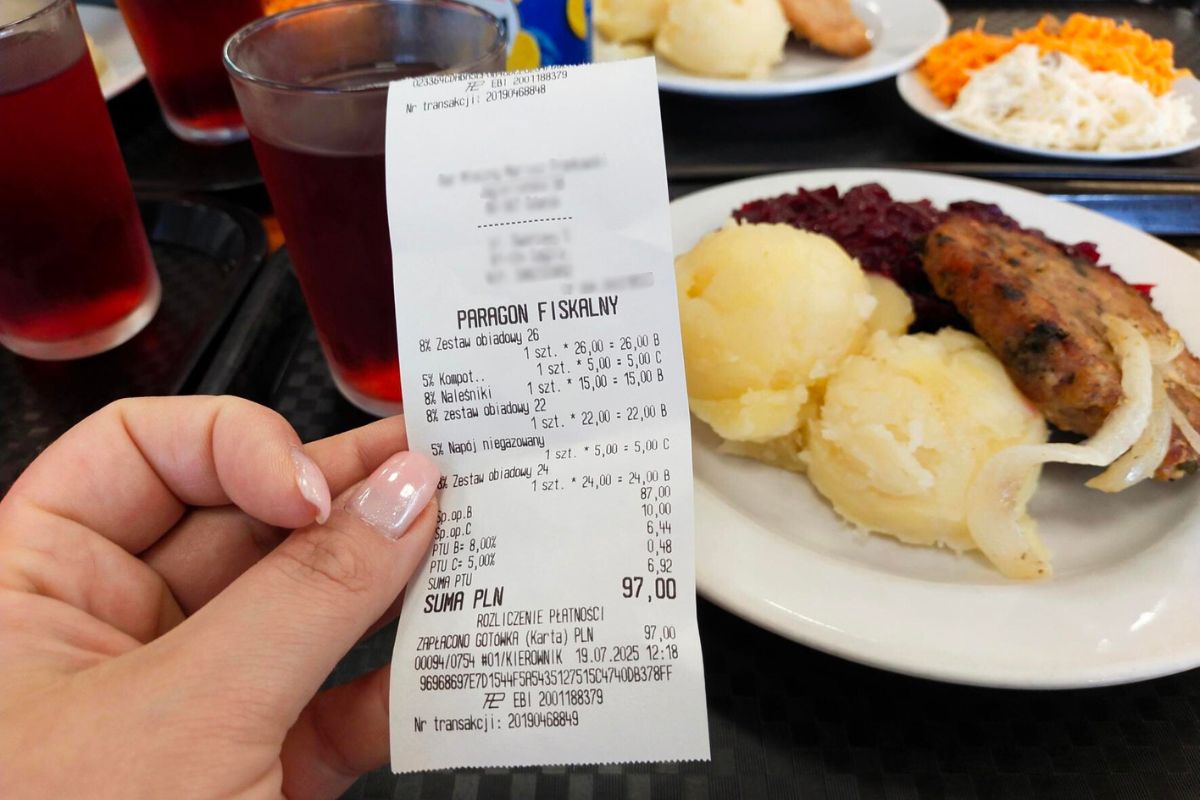 EBI 2001188379
Nr transakcji: 20190468848
PARAGON FISKALNY
8% Zestaw obiadowy 26
1 szt. * 26,00 = 26,00 B
5% Kompot.. 1 szt. * 5,00 = 5,00 C
8% Naleśniki 1 szt. * 15,00 = 15,00 B
8% zestaw obiadowy 22
1 szt. * 22,00 = 22,00 B
5% Napój niegazowany
1 szt. * 5,00 = 5,00 C
8% Zestaw obiadowy 24
1 szt. * 24,00 = 24,00 B
Sp.op.B 87,00
Sp.op.C 10,00
PTU B= 8,00% 6,44
PTU C= 5,00% 0,48
SUMA PTU 6,92
SUMA PLN 97,00
ROZLICZENIE PŁATNOŚCI
ZAPŁACONO GOTÓWKA (Karta) PLN 97,00
00094/0754 #01/KIEROWNIK 19.07.2025 12:18
96968697E7D1544F5A5435127515C4740DB378FF
EBI 2001188379
Nr transakcji: 20190468849